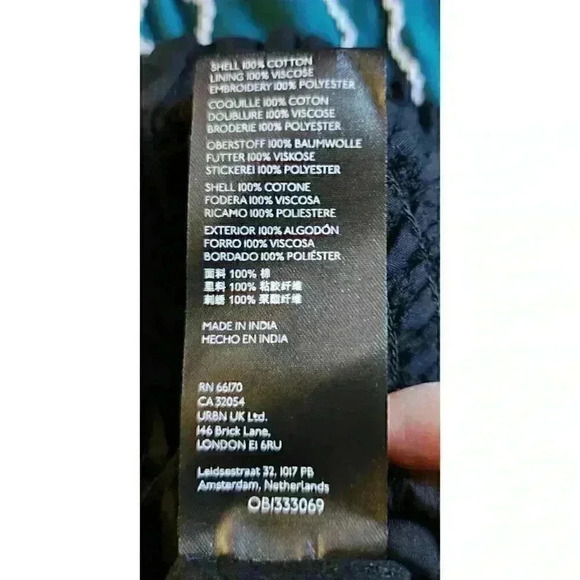 SHELL 100% COTTON
LINING 100% VISCOSE
EMBROIDERY 100% POLYESTER
COQUILLE 100% COTON
DOUBLURE 100% VISCOSE
BRODERIE 100% POLYESTER
OBERSTOFF 100% BAUMWOLLE
FUTTER 100% VISKOSE
STICKEREI 100% POLYESTER
SHELL 100% COTONE
FODERA 100% VISCOSA
RICAMO 100% POLIESTERE
EXTERIOR 100% ALGODÓN
FORRO 100% VISCOSA
BORDADO 100% POLIÉSTER
面料 100% 棉
里料 100% 粘胶纤维
刺绣 100% 聚酯纤维
MADE IN INDIA
HECHO EN INDIA
RN 66170
CA 32054
URBN UK Ltd.
146 Brick Lane,
LONDON E1 6RU
Leidsestraat 32, 1017 PB
Amsterdam, Netherlands
OB1333069